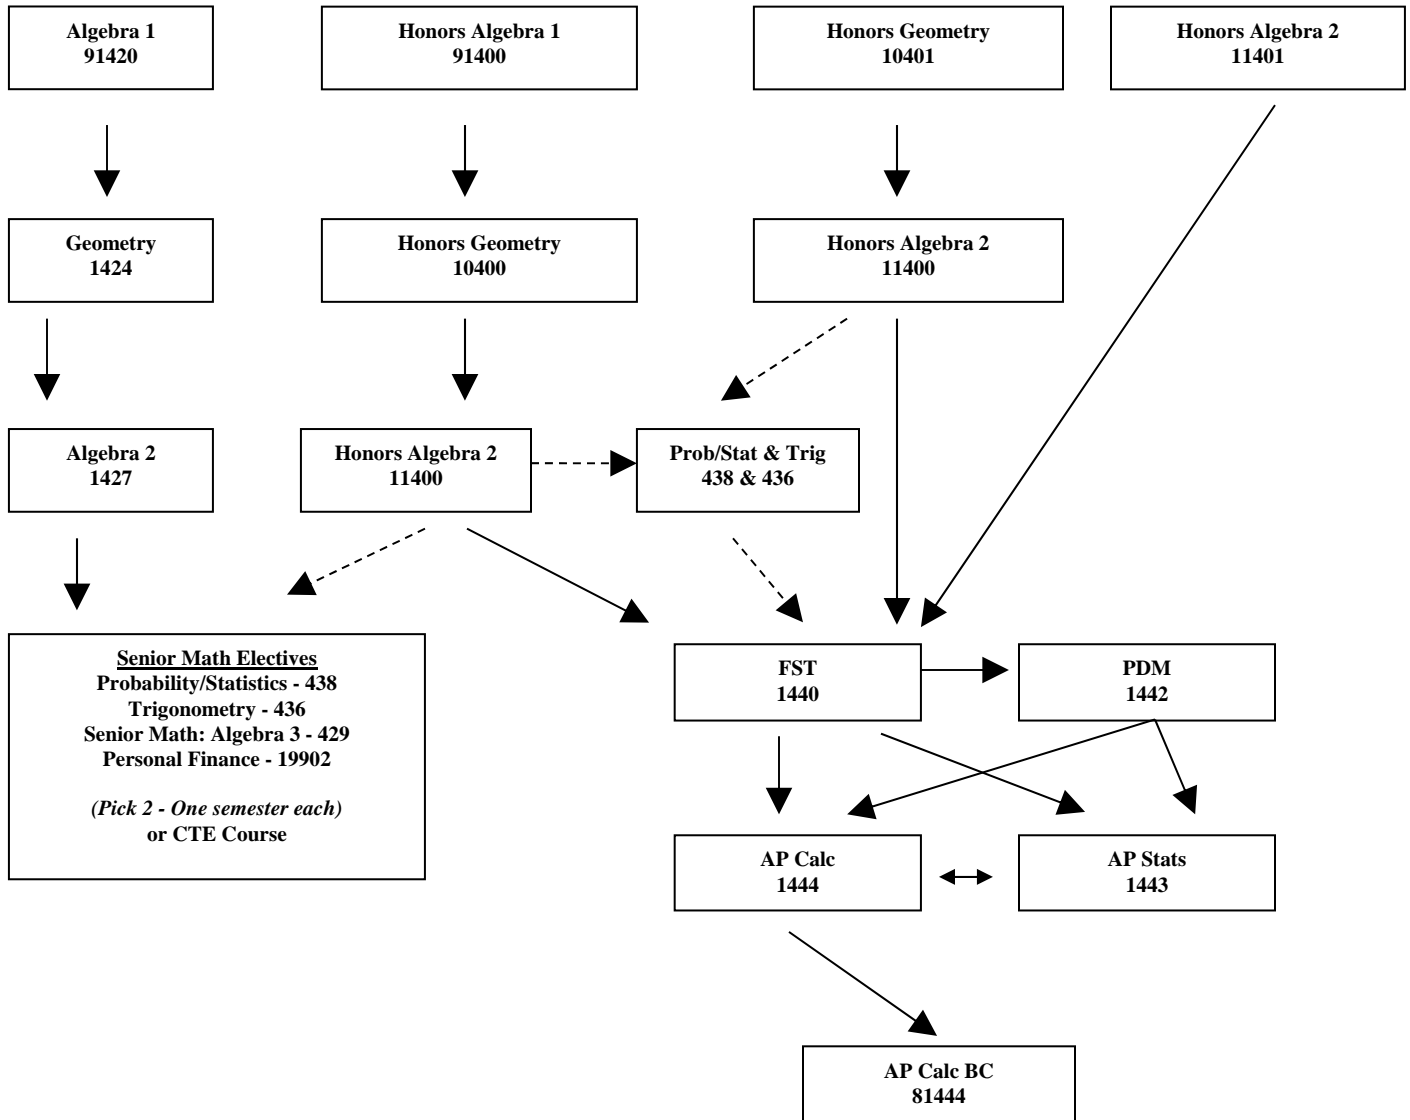 Algebra 1
91420
Honors Algebra 1
91400
Honors Geometry
10401
Honors Algebra 2
11401
Geometry
1424
Honors Geometry
10400
Honors Algebra 2
11400
Algebra 2
1427
Honors Algebra 2
11400
Prob/Stat & Trig
438 & 436
Senior Math Electives
Probability/Statistics - 438
Trigonometry - 436
Senior Math: Algebra 3 - 429
Personal Finance - 19902
(Pick 2 - One semester each)
or CTE Course
FST
1440
PDM
1442
AP Calc
1444
AP Stats
1443
AP Calc BC
81444